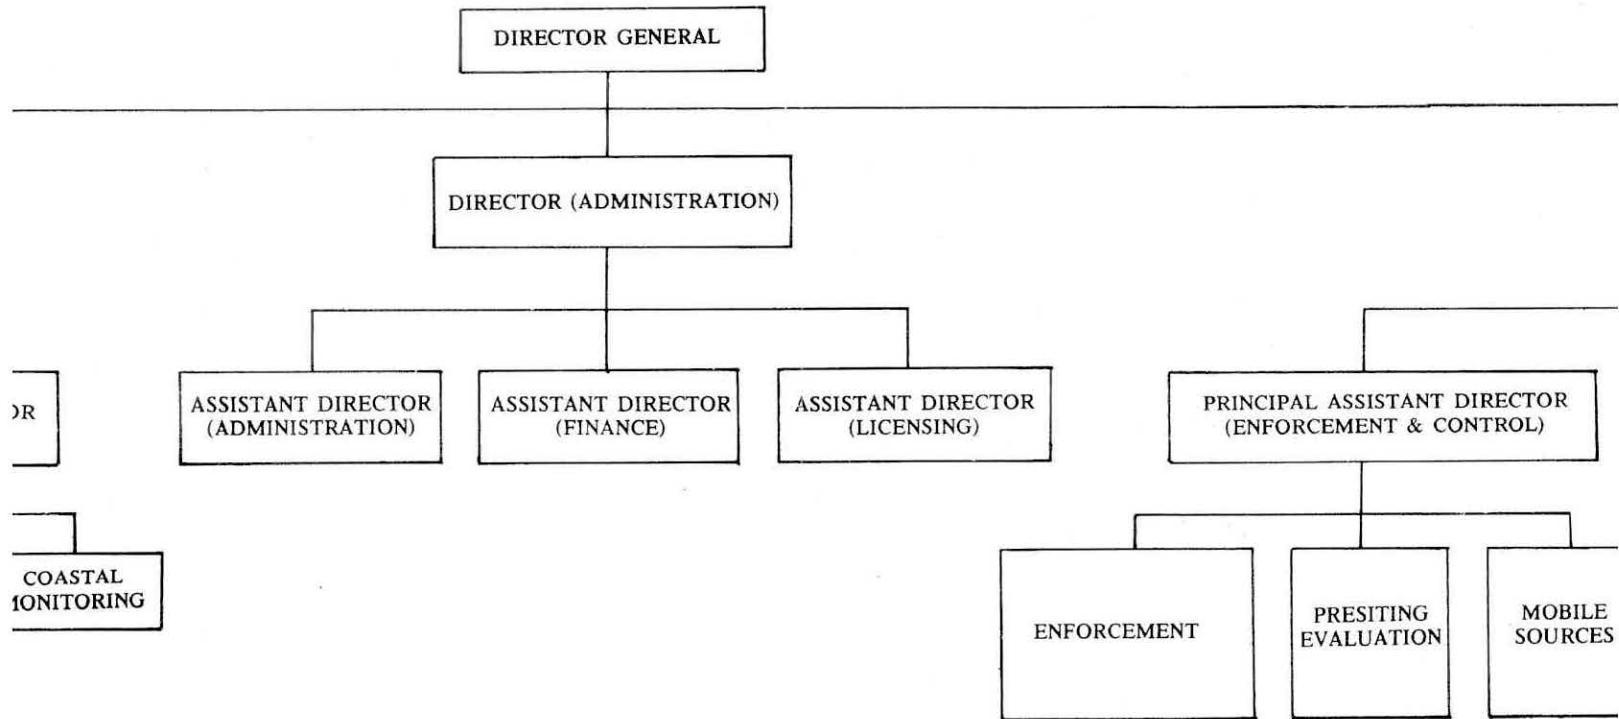 DIRECTOR GENERAL
DIRECTOR (ADMINISTRATION)
ASSISTANT DIRECTOR
(ADMINISTRATION)
ASSISTANT DIRECTOR
(FINANCE)
ASSISTANT DIRECTOR
(LICENSING)
PRINCIPAL ASSISTANT DIRECTOR
(ENFORCEMENT & CONTROL)
COASTAL
ENFORCEMENT
PRESITING
EVALUATION
MOBILE
SOURCES